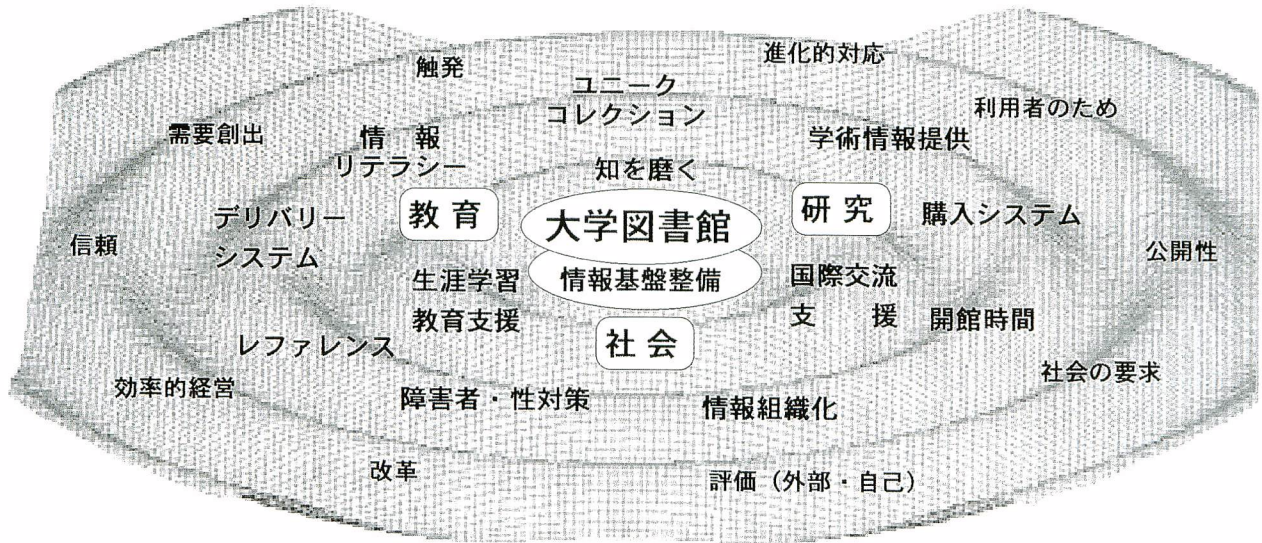 進化的対応
触発
ユニーク
コレクション
利用者のため
需要創出
情 報
リテラシー
学術情報提供
知を磨く
教 育
大学図書館
研 究
購入システム
デリバリー
システム
信頼
公開性
生涯学習
教育支援
情報基盤整備
国際交流
支 援
開館時間
社 会
レファレンス
効率的経営
障害者・性対策
情報組織化
社会の要求
改革
評価（外部・自己）